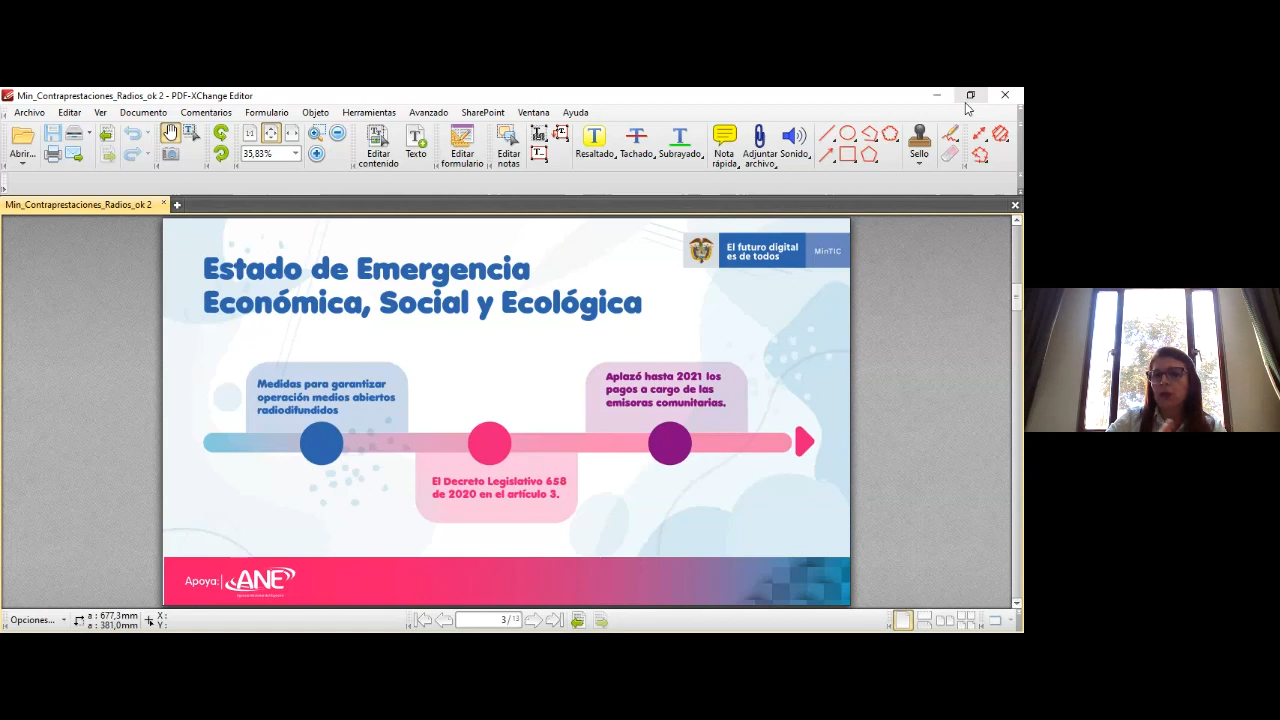 Min_Contraprestaciones_Radios_ok 2 - PDF-XChange Editor
Archivo Editar Ver Documento Comentarios Formulario Objeto Herramientas Avanzado SharePoint Ventana Ayuda
Abrir...
35,83%
Editar contenido
Texto
Editar formulario
Editar notas
Resaltado
Tachado
Subrayado
Nota rápida
Adjuntar archivo
Sonido
Sello
Min_Contraprestaciones_Radios_ok 2
El futuro digital
es de todos
MinTIC
Estado de Emergencia
Económica, Social y Ecológica
Medidas para garantizar
operación medios abiertos
radiodifundidos
Aplazó hasta 2021 los
pagos a cargo de las
emisoras comunitarias.
El Decreto Legislativo 658
de 2020 en el artículo 3.
Apoya: ANE
Opciones...
a : 677,3mm
a : 381,0mm
X:
Y:
3 / 13